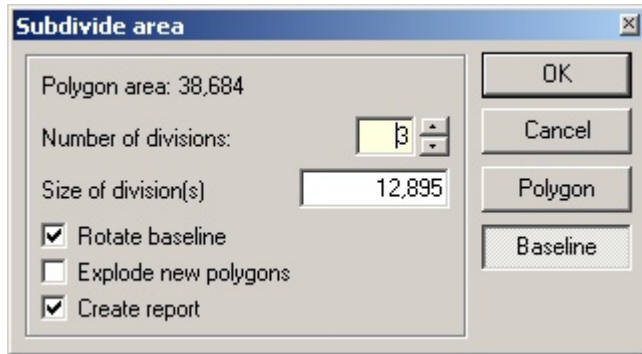 Subdivide area
Polygon area: 38,684
OK
Number of divisions: 3
Cancel
Size of division(s) 12,895
Polygon
Rotate baseline
Baseline
Explode new polygons
Create report